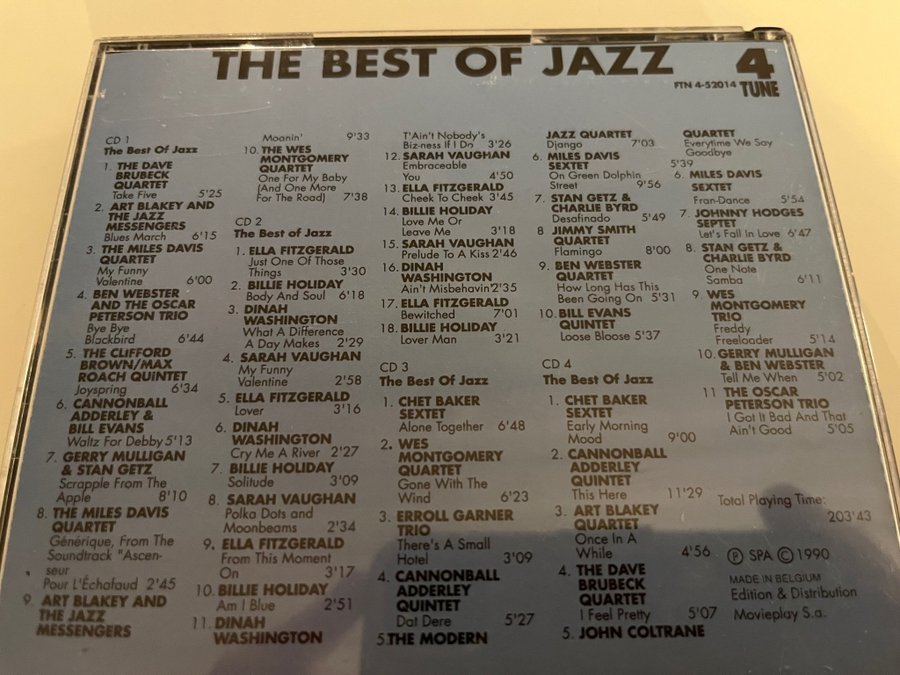 THE BEST OF JAZZ
4
FTN 4-52014
TUNE
CD 1
The Best Of Jazz
1. THE DAVE
BRUBECK
QUARTET
Take Five 5'25
2. ART BLAKEY AND
THE JAZZ
MESSENGERS
Blues March 6'15
3. THE MILES DAVIS
QUARTET
My Funny
Valentine 6'00
4. BEN WEBSTER
AND THE OSCAR
PETERSON TRIO
Bye Bye
Blackbird 6'44
5. THE CLIFFORD
BROWN/MAX
ROACH QUINTET
Joyspring 6'34
6. CANNONBALL
ADDERLEY &
BILL EVANS
Waltz For Debby 5'13
7. GERRY MULLIGAN
& STAN GETZ
Scrapple From The
Apple 8'10
8. THE MILES DAVIS
QUARTET
Générique, From The
Soundtrack "Ascen-
seur
Pour L'Échafaud 2'45
9. ART BLAKEY AND
THE JAZZ
MESSENGERS
Moanin' 9'33
10. THE WES
MONTGOMERY
QUARTET
One For My Baby
(And One More
For The Road) 7'38
CD 2
The Best of Jazz
1. ELLA FITZGERALD
Just One Of Those
Things 3'30
2. BILLIE HOLIDAY
Body And Soul 6'18
3. DINAH
WASHINGTON
What A Difference
A Day Makes 2'29
4. SARAH VAUGHAN
My Funny
Valentine 2'58
5. ELLA FITZGERALD
Lover 3'16
6. DINAH
WASHINGTON
Cry Me A River 2'27
7. BILLIE HOLIDAY
Solitude 3'09
8. SARAH VAUGHAN
Polka Dots and
Moonbeams 2'34
9. ELLA FITZGERALD
From This Moment
On 3'17
10. BILLIE HOLIDAY
Am I Blue 2'51
11. DINAH
WASHINGTON
T'Ain't Nobody's
Biz-ness If I Do 3'26
12. SARAH VAUGHAN
Embraceable
You 4'50
13. ELLA FITZGERALD
Cheek To Cheek 3'45
14. BILLIE HOLIDAY
Love Me Or
Leave Me 3'18
15. SARAH VAUGHAN
Prelude To A Kiss 2'46
16. DINAH
WASHINGTON
Ain't Misbehavin' 2'35
17. ELLA FITZGERALD
Bewitched 7'01
18. BILLIE HOLIDAY
Lover Man 3'21
CD 3
The Best Of Jazz
1. CHET BAKER
SEXTET
Alone Together 6'48
2. WES
MONTGOMERY
QUARTET
Gone With The
Wind 6'23
3. ERROLL GARNER
TRIO
There's A Small
Hotel 3'09
4. CANNONBALL
ADDERLEY
QUINTET
Dat Dere 5'27
5. THE MODERN
JAZZ QUARTET
Django 7'03
6. MILES DAVIS
SEXTET
On Green Dolphin
Street 9'56
7. STAN GETZ &
CHARLIE BYRD
Desafinado 5'49
8 JIMMY SMITH
QUARTET
Flamingo 8'00
9. BEN WEBSTER
QUARTET
How Long Has This
Been Going On 5'31
10. BILL EVANS
QUINTET
Loose Bloose 5'37
CD 4
The Best Of Jazz
1. CHET BAKER
SEXTET
Early Morning
Mood 9'00
2. CANNONBALL
ADDERLEY
QUINTET
This Here 11'29
3. ART BLAKEY
QUARTET
Once In A
While 4'56
4. THE DAVE
BRUBECK
QUARTET
I Feel Pretty 5'07
5. JOHN COLTRANE
QUARTET
Everytime We Say
Goodbye
5'39
6. MILES DAVIS
SEXTET
Fran-Dance 5'54
7. JOHNNY HODGES
SEPTET
Let's Fall In Love 6'47
8. STAN GETZ &
CHARLIE BYRD
One Note
Samba 6'11
9 WES
MONTGOMERY
TRIO
Freddy
Freeloader 5'14
10. GERRY MULLIGAN
& BEN WEBSTER
Tell Me When 5'02
11 THE OSCAR
PETERSON TRIO
I Got It Bad And That
Ain't Good 5'05
Total Playing Time:
203'43
Ⓟ SPA Ⓒ 1990
MADE IN BELGIUM
Edition & Distribution
Movieplay S.a.